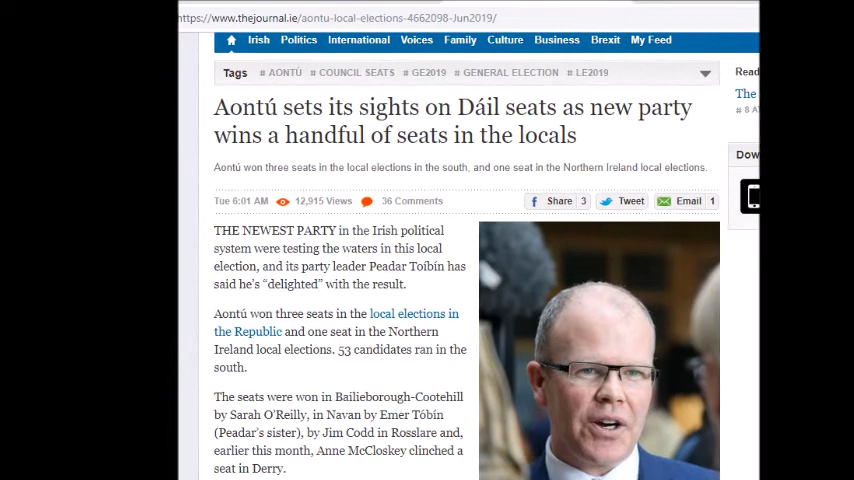 https://www.thejournal.ie/aontu-local-elections-4662098-Jun2019/
Irish Politics International Voices Family Culture Business Brexit My Feed
Tags # AONTÚ # COUNCIL SEATS # GE2019 # GENERAL ELECTION # LE2019
Read
The
# 8 A
Aontú sets its sights on Dáil seats as new party
wins a handful of seats in the locals
Dow
Aontú won three seats in the local elections in the south, and one seat in the Northern Ireland local elections.
Tue 6:01 AM 12,915 Views 36 Comments Share 3 Tweet Email 1
THE NEWEST PARTY in the Irish political
system were testing the waters in this local
election, and its party leader Peadar Toíbín has
said he's “delighted” with the result.
Aontú won three seats in the local elections in
the Republic and one seat in the Northern
Ireland local elections. 53 candidates ran in the
south.
The seats were won in Bailieborough-Cootehill
by Sarah O'Reilly, in Navan by Emer Tóbín
(Peadar's sister), by Jim Codd in Rosslare and,
earlier this month, Anne McCloskey clinched a
seat in Derry.